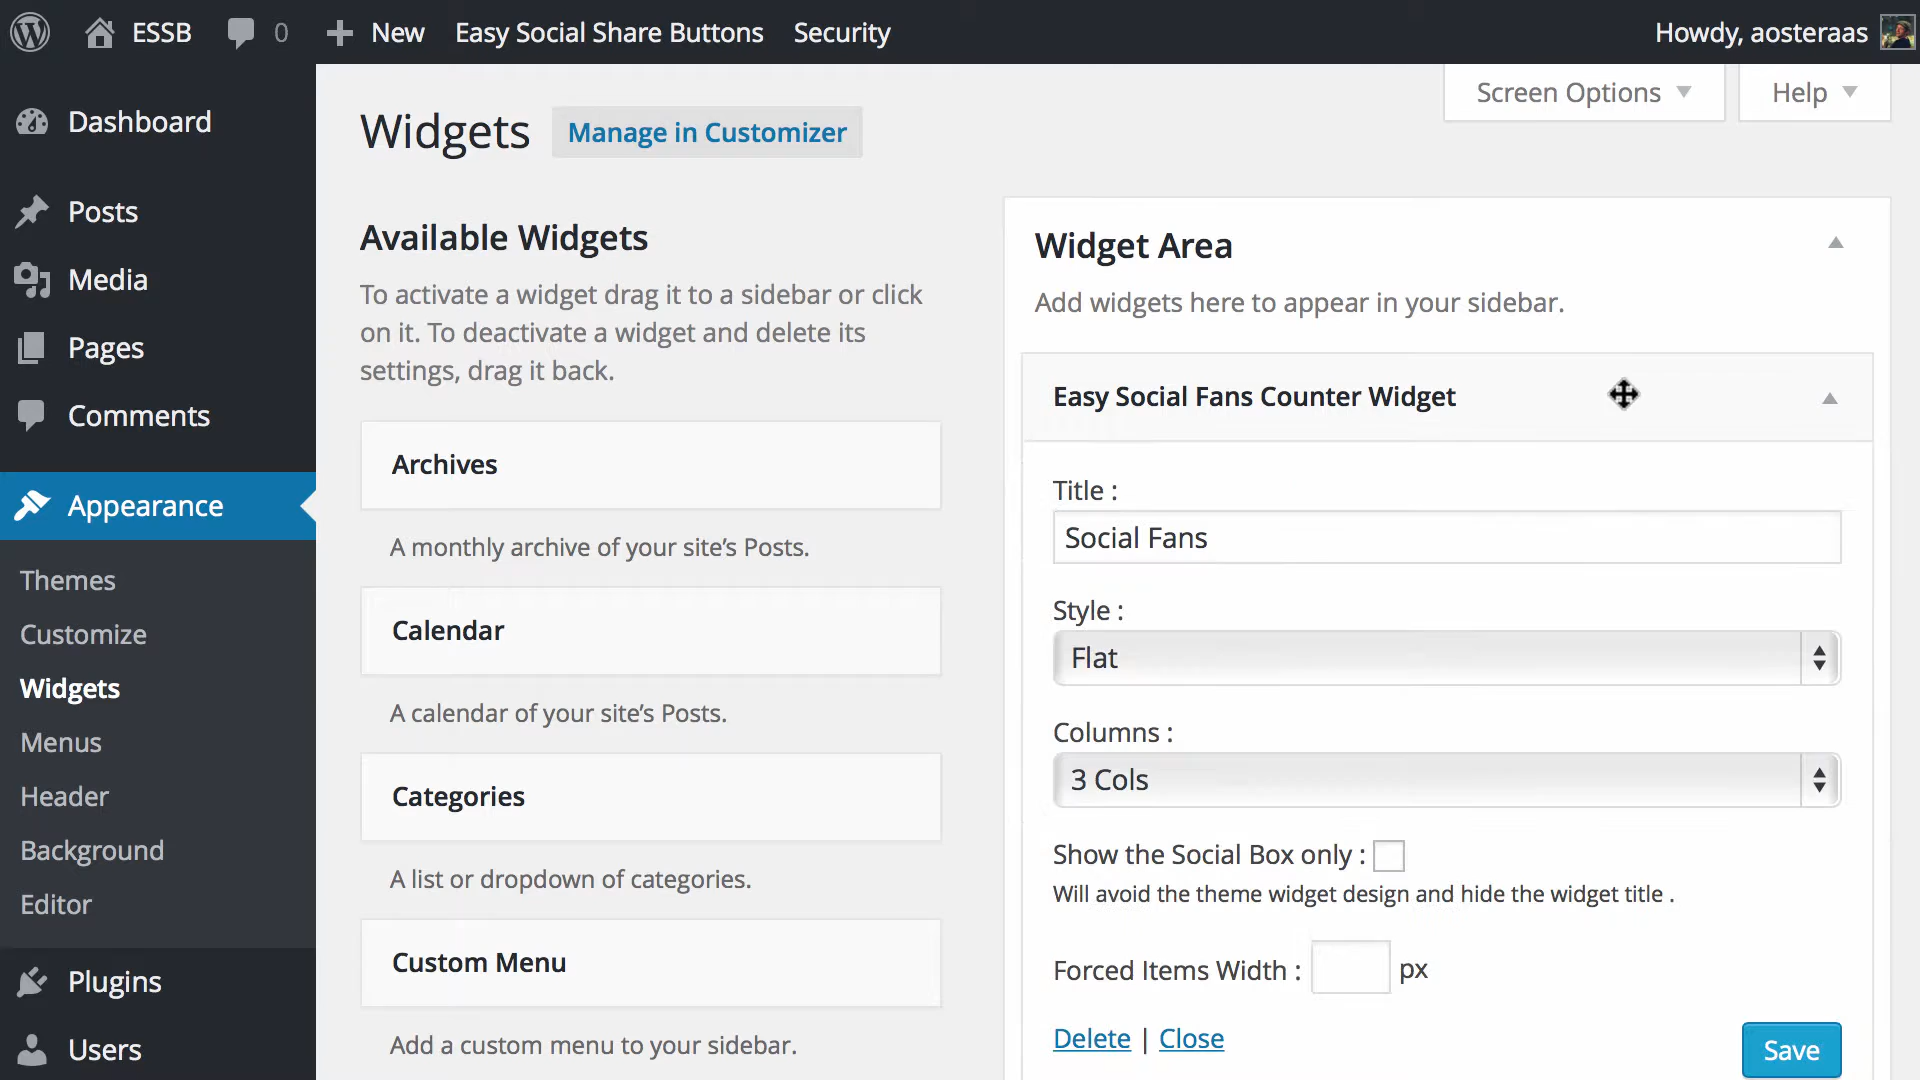 ESSB
0
New
Easy Social Share Buttons
Security
Howdy, aosteraas
Dashboard
Posts
Media
Pages
Comments
Appearance
Themes
Customize
Widgets
Menus
Header
Background
Editor
Plugins
Users
Screen Options
Help
Widgets
Manage in Customizer
Available Widgets
To activate a widget drag it to a sidebar or click
on it. To deactivate a widget and delete its
settings, drag it back.
Archives
A monthly archive of your site’s Posts.
Calendar
A calendar of your site’s Posts.
Categories
A list or dropdown of categories.
Custom Menu
Add a custom menu to your sidebar.
Widget Area
Add widgets here to appear in your sidebar.
Easy Social Fans Counter Widget
Title :
Social Fans
Style :
Flat
Columns :
3 Cols
Show the Social Box only :
Will avoid the theme widget design and hide the widget title .
Forced Items Width :
px
Delete | Close
Save